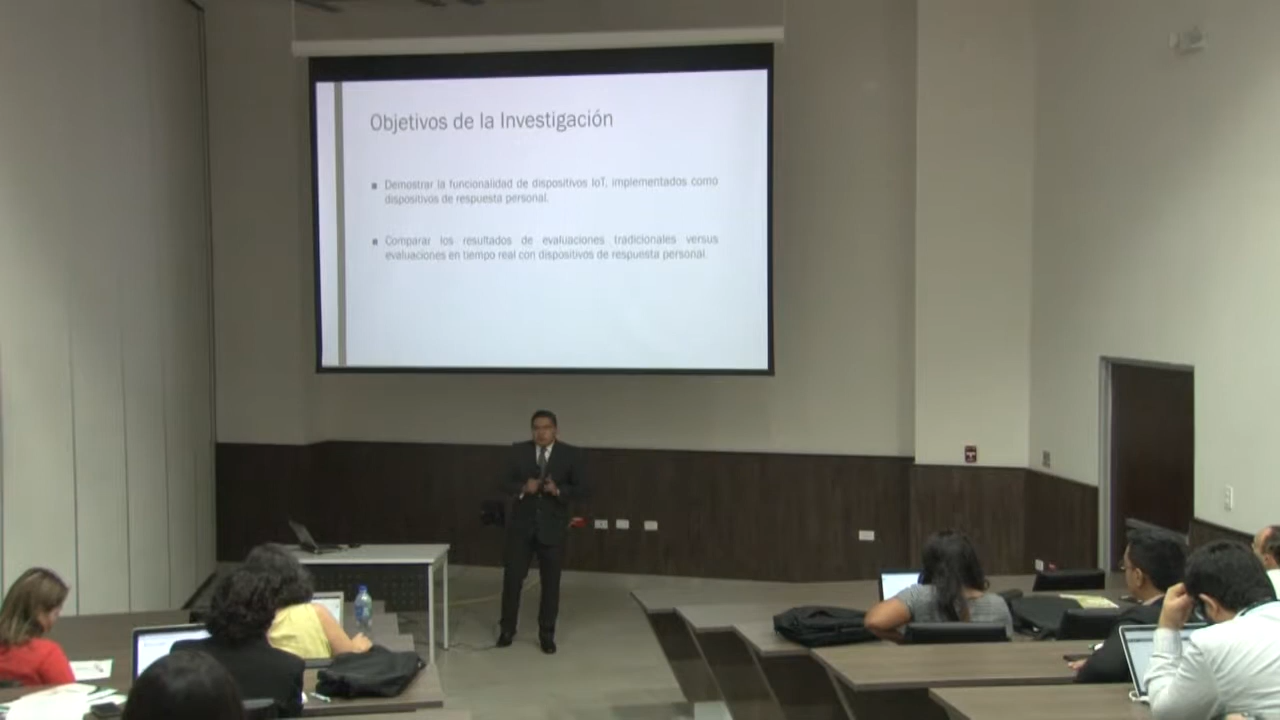 Objetivos de la Investigación
Demostrar la funcionalidad de dispositivos IoT, implementados como
dispositivos de respuesta personal.
Comparar los resultados de evaluaciones tradicionales versus
evaluaciones en tiempo real con dispositivos de respuesta personal.